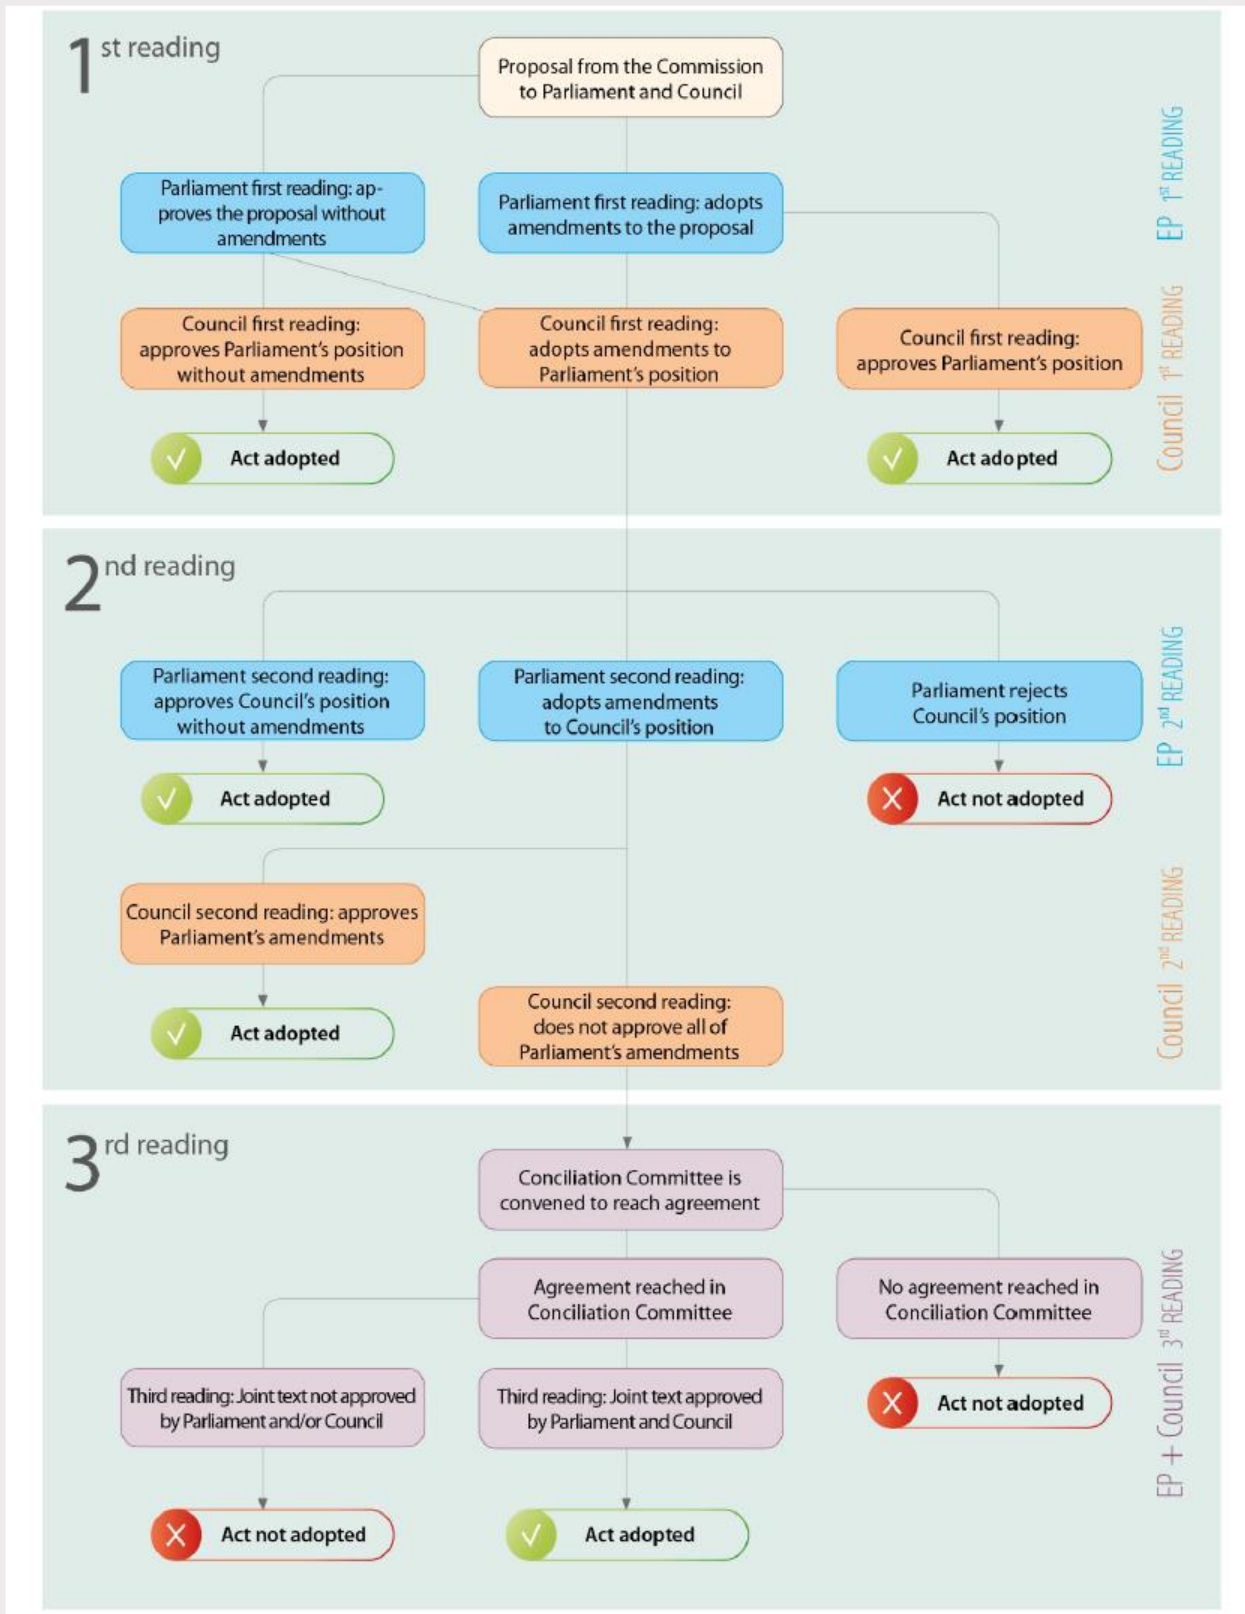 1st reading
Proposal from the Commission
to Parliament and Council
Parliament first reading: ap-
proves the proposal without
amendments
Parliament first reading: adopts
amendments to the proposal
EP 1st READING
Council first reading:
approves Parliament's position
without amendments
Council first reading:
adopts amendments to
Parliament's position
Council first reading:
approves Parliament's position
Council 1st READING
Act adopted
Act adopted
2nd reading
Parliament second reading:
approves Council's position
without amendments
Parliament second reading:
adopts amendments
to Council's position
Parliament rejects
Council's position
EP 2nd READING
Act adopted
Act not adopted
Council second reading: approves
Parliament's amendments
Act adopted
Council second reading:
does not approve all of
Parliament's amendments
Council 2nd READING
3rd reading
Conciliation Committee is
convened to reach agreement
Agreement reached in
Conciliation Committee
No agreement reached in
Conciliation Committee
EP + Council 3rd READING
Third reading: Joint text not approved
by Parliament and/or Council
Third reading: Joint text approved
by Parliament and Council
Act not adopted
Act not adopted
Act adopted